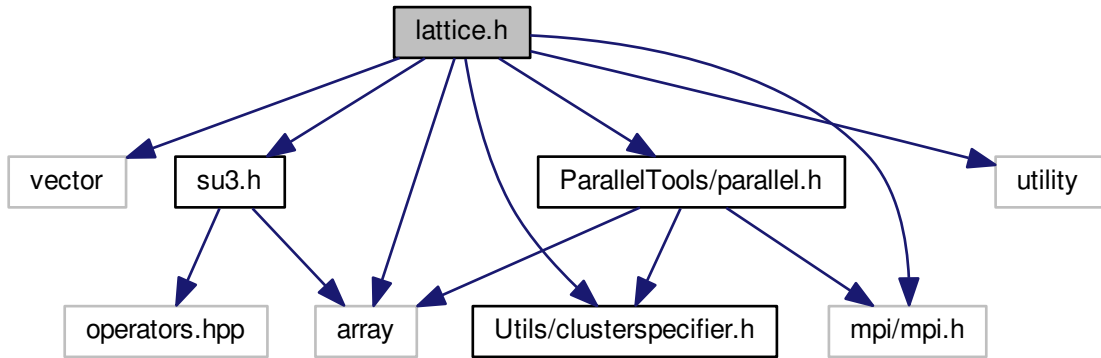 lattice.h
vector
su3.h
ParallelTools/parallel.h
utility
operators.hpp
array
Utils/clusterspecifier.h
mpi/mpi.h